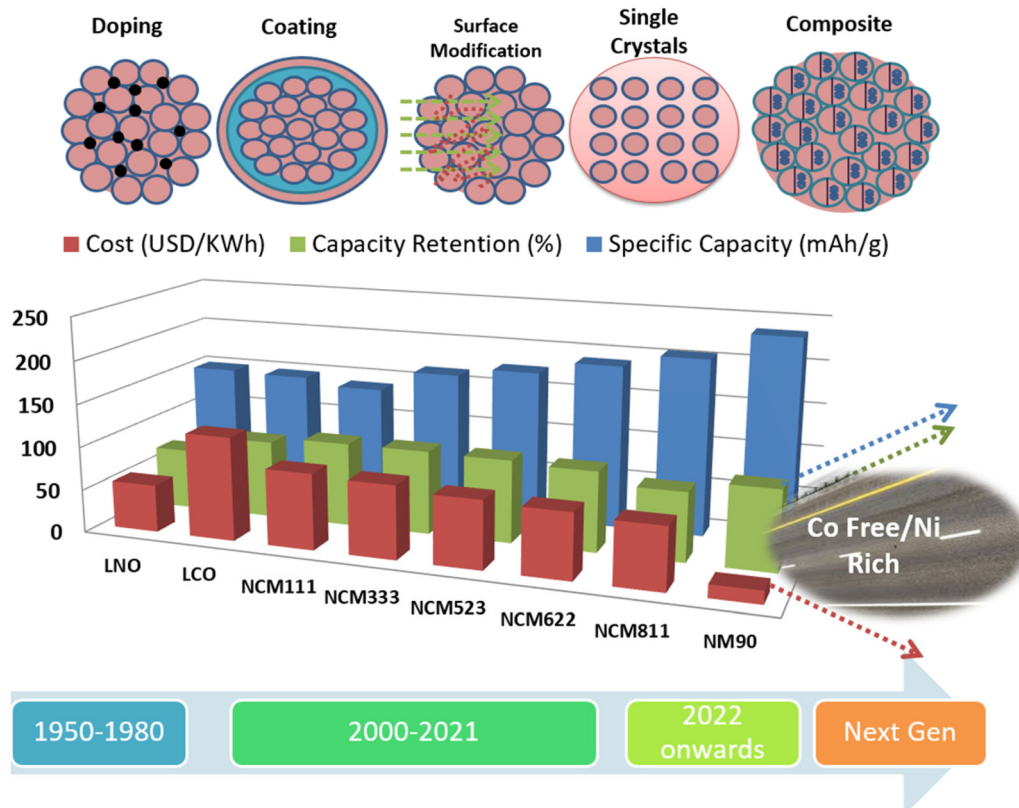 Doping
Coating
Surface
Modification
Single
Crystals
Composite
Cost (USD/KWh)
Capacity Retention (%)
Specific Capacity (mAh/g)
250
200
150
100
50
0
LNO
LCO
NCM111
NCM333
NCM523
NCM622
NCM811
NM90
Co Free/Ni
Rich
1950-1980
2000-2021
2022
onwards
Next Gen